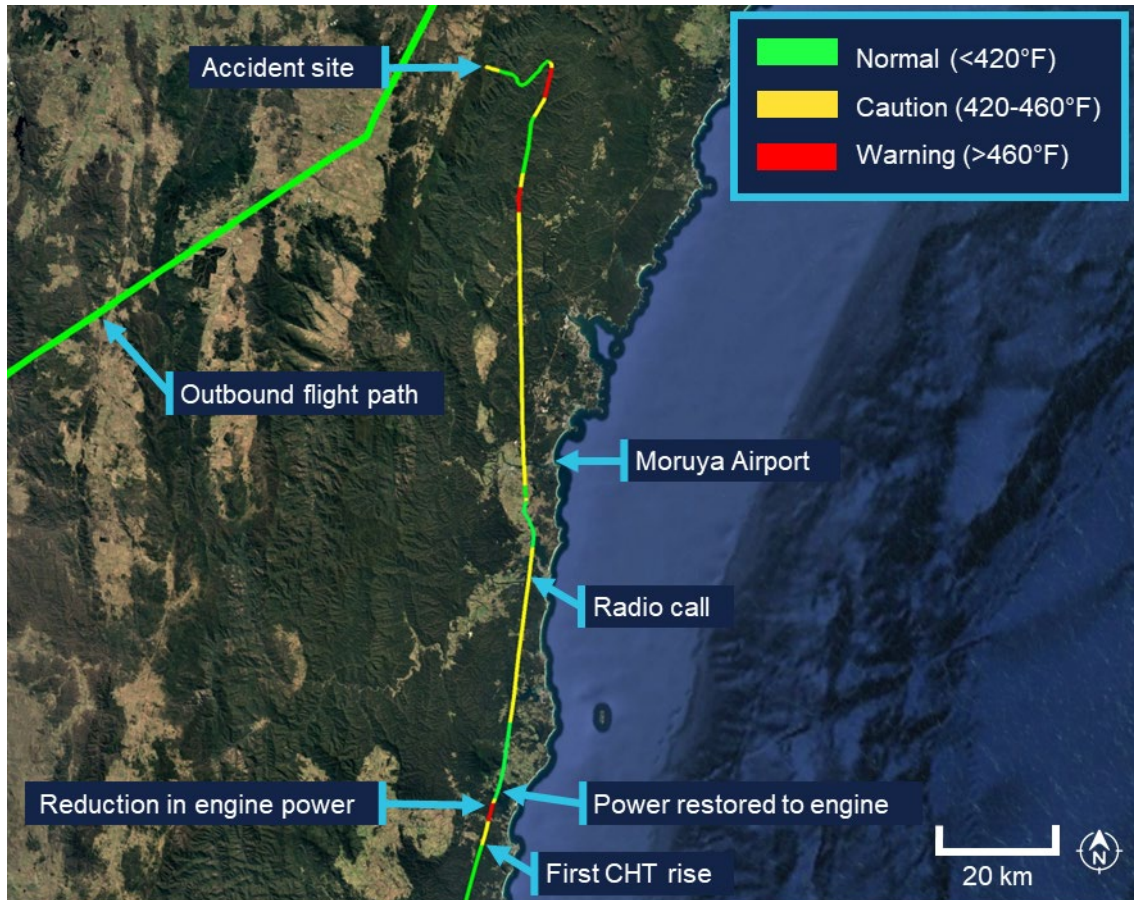 Accident site
Normal (<420°F)
Caution (420-460°F)
Warning (>460°F)
Outbound flight path
Moruya Airport
Radio call
Reduction in engine power
Power restored to engine
First CHT rise
20 km
N